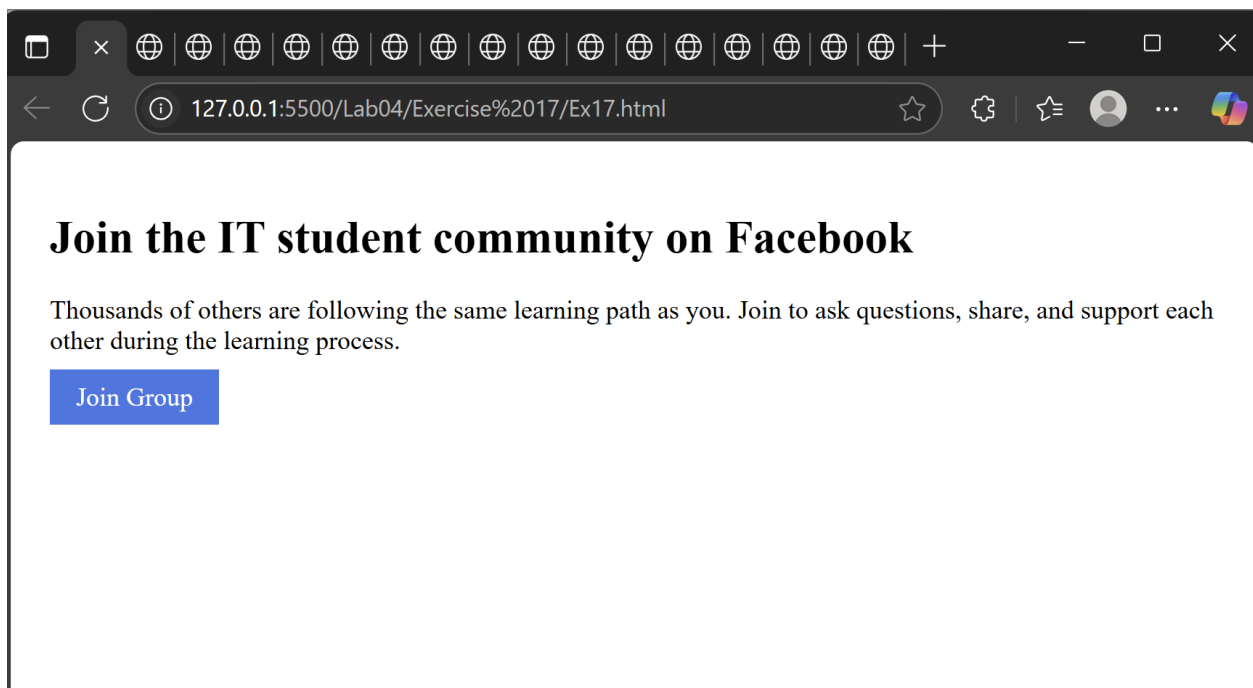 127.0.0.1:5500/Lab04/Exercise%2017/Ex17.html
Join the IT student community on Facebook
Thousands of others are following the same learning path as you. Join to ask questions, share, and support each
other during the learning process.
Join Group